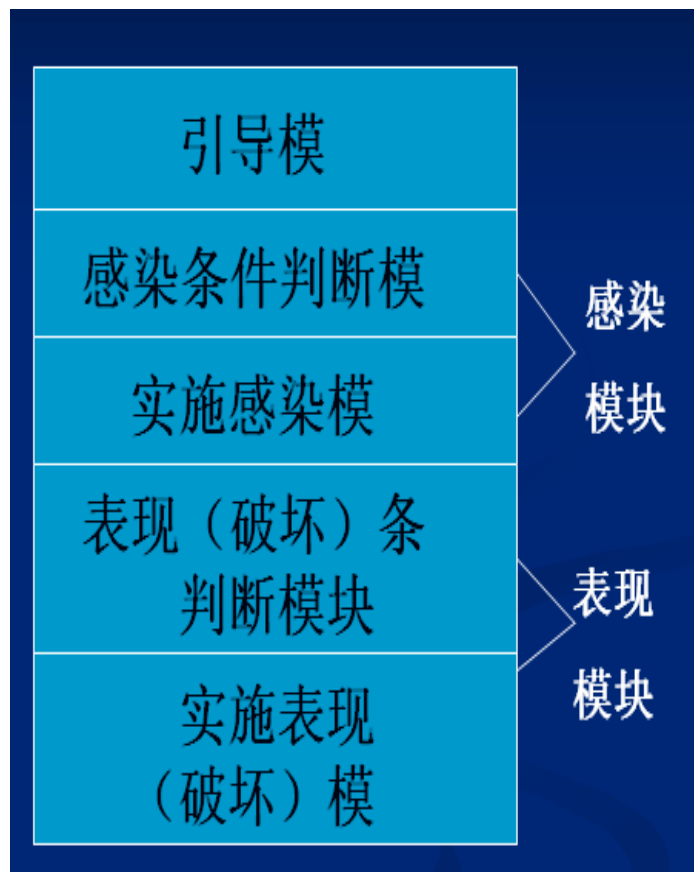 引导模
感染条件判断模
实施感染模
表现（破坏）条
判断模块
实施表现
（破坏）模
感染
模块
表现
模块